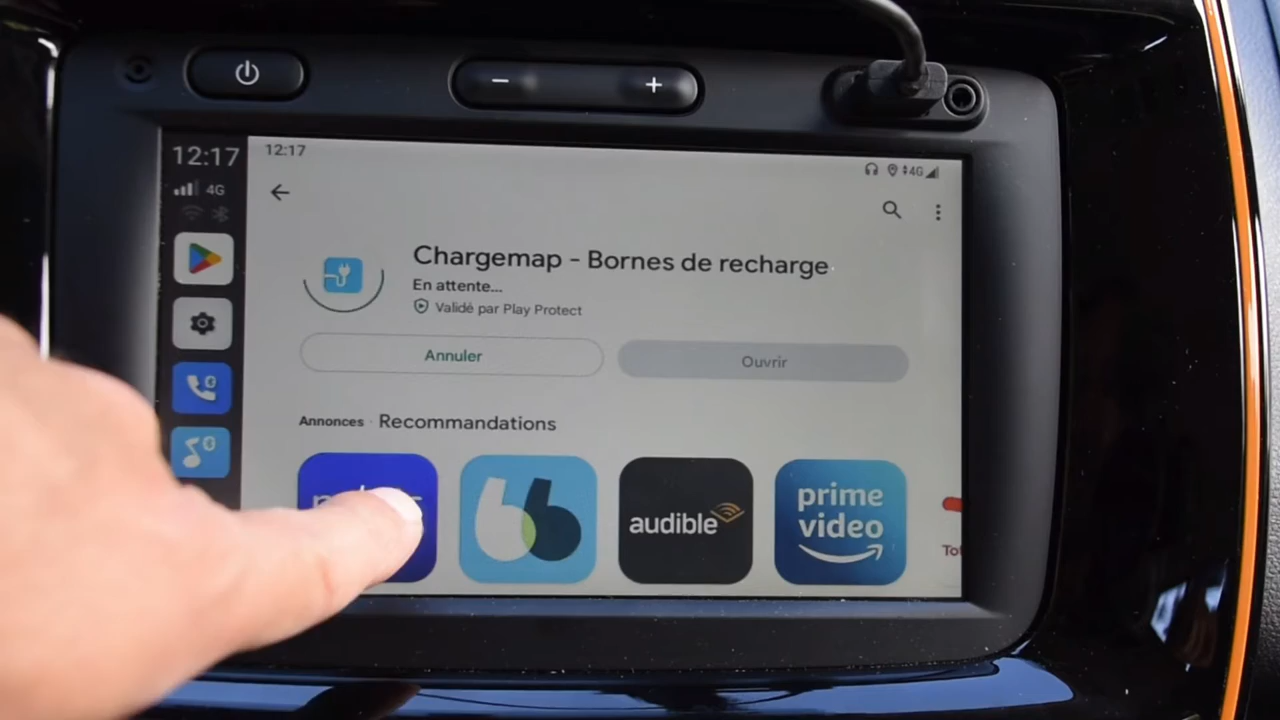 12:17
4G
12:17
4G
Chargemap - Bornes de recharge
En attente...
Validé par Play Protect
Annuler
Ouvrir
Annonces · Recommandations
audible
prime
video